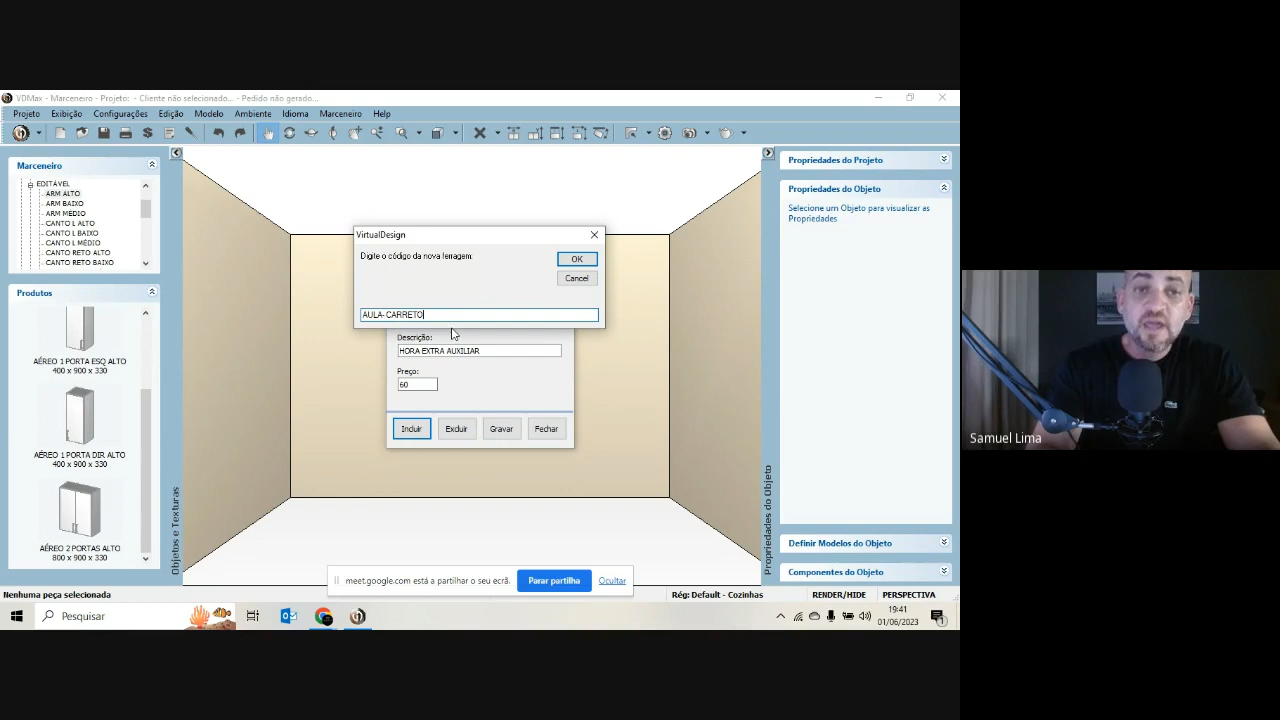 VDMax - Marceneiro - Projeto: - Cliente não selecionado... - Pedido não gerado...
Projeto Exibição Configurações Edição Modelo Ambiente Idioma Marceneiro Help
Marceneiro
EDITÁVEL
ARM ALTO
ARM BAIXO
ARM MÉDIO
CANTO L ALTO
CANTO L BAIXO
CANTO L MÉDIO
CANTO RETO ALTO
CANTO RETO BAIXO
Produtos
AÉREO 1 PORTA ESQ ALTO
400 x 900 x 330
AÉREO 1 PORTA DIR ALTO
400 x 900 x 330
AÉREO 2 PORTAS ALTO
800 x 900 x 330
Objetos e Texturas
VirtualDesign
Digite o código da nova ferragem:
OK
Cancel
AULA- CARRETO
Descrição:
HORA EXTRA AUXILIAR
Preço:
60
Incluir Excluir Gravar Fechar
Propriedades do Objeto
Propriedades do Projeto
Propriedades do Objeto
Selecione um Objeto para visualizar as
Propriedades
Definir Modelos do Objeto
Componentes do Objeto
meet.google.com está a partilhar o seu ecrã. Parar partilha Ocultar
Nenhuma peça selecionada
Rég: Default - Cozinhas RENDER/HIDE PERSPECTIVA
Pesquisar
19:41
01/06/2023
1
Samuel Lima